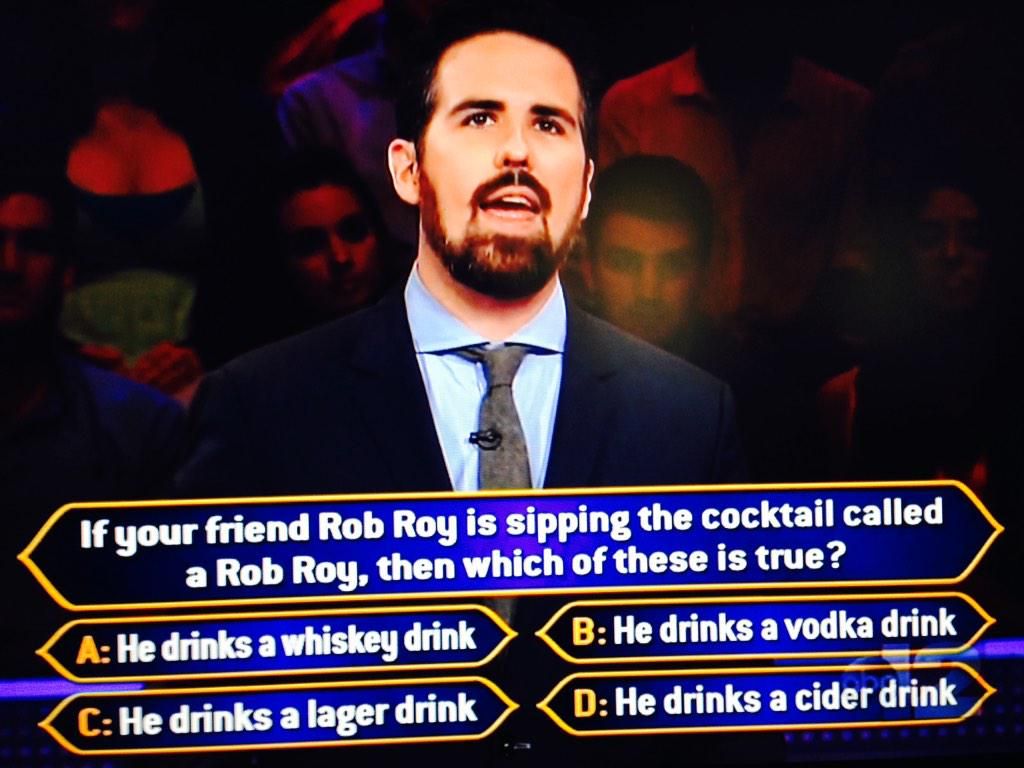 If your friend Rob Roy is sipping the cocktail called
a Rob Roy, then which of these is true?
A: He drinks a whiskey drink
B: He drinks a vodka drink
C: He drinks a lager drink
D: He drinks a cider drink